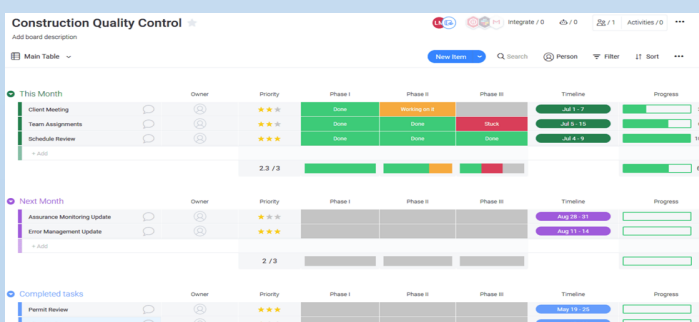 Construction Quality Control
LM
Integrate / 0
/ 0
/ 1
Activities / 0
Add board description
Main Table
New Item
Search
Person
Filter
Sort
This Month
Owner
Priority
Phase I
Phase II
Phase III
Timeline
Progress
Client Meeting
Done
Working on it
Jul 1 - 7
Team Assignments
Done
Done
Stuck
Jul 5 - 15
Schedule Review
Done
Done
Done
Jul 4 - 9
+ Add
2.3 / 3
Next Month
Owner
Priority
Phase I
Phase II
Phase III
Timeline
Progress
Assurance Monitoring Update
Aug 28 - 31
Error Management Update
Aug 11 - 14
+ Add
2 / 3
Completed tasks
Owner
Priority
Phase I
Phase II
Phase III
Timeline
Progress
Permit Review
May 19 - 25